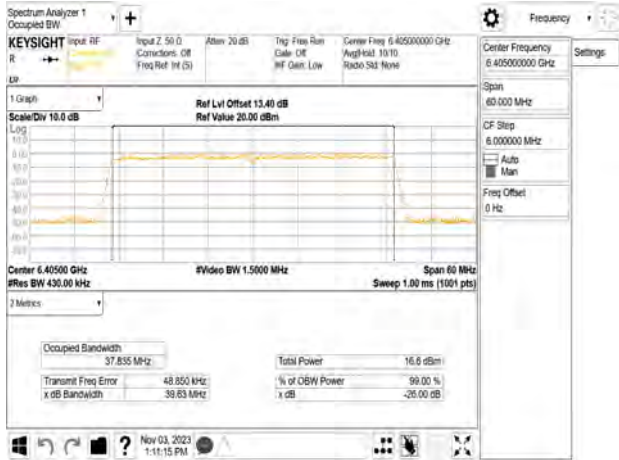 Spectrum Analyzer 1
Occupied BW
Frequency
KEYSIGHT Input: RF
R
Input Z: 50 Ω
Corrections: Off
Freq Ref: Int (S)
Atten: 20 dB
Trig: Free Run
Gate: Off
#IF Gain: Low
Center Freq: 6.405000000 GHz
Avg|Hold: 10/10
Radio Std: None
Center Frequency
6.405000000 GHz
Settings
Span
60.000 MHz
CF Step
6.000000 MHz
Auto
Man
Freq Offset
0 Hz
1 Graph
Scale/Div 10.0 dB
Ref Lvl Offset 13.40 dB
Ref Value 20.00 dBm
Log
10.0
0.00
Center 6.40500 GHz
#Video BW 1.5000 MHz
Span 60 MHz
#Res BW 430.00 kHz
Sweep 1.00 ms (1001 pts)
2 Metrics
Occupied Bandwidth
37.835 MHz
Total Power 16.6 dBm
Transmit Freq Error 48.850 kHz
% of OBW Power 99.00 %
x dB Bandwidth 39.63 MHz
x dB -26.00 dB
Nov 03, 2023
1:11:15 PM